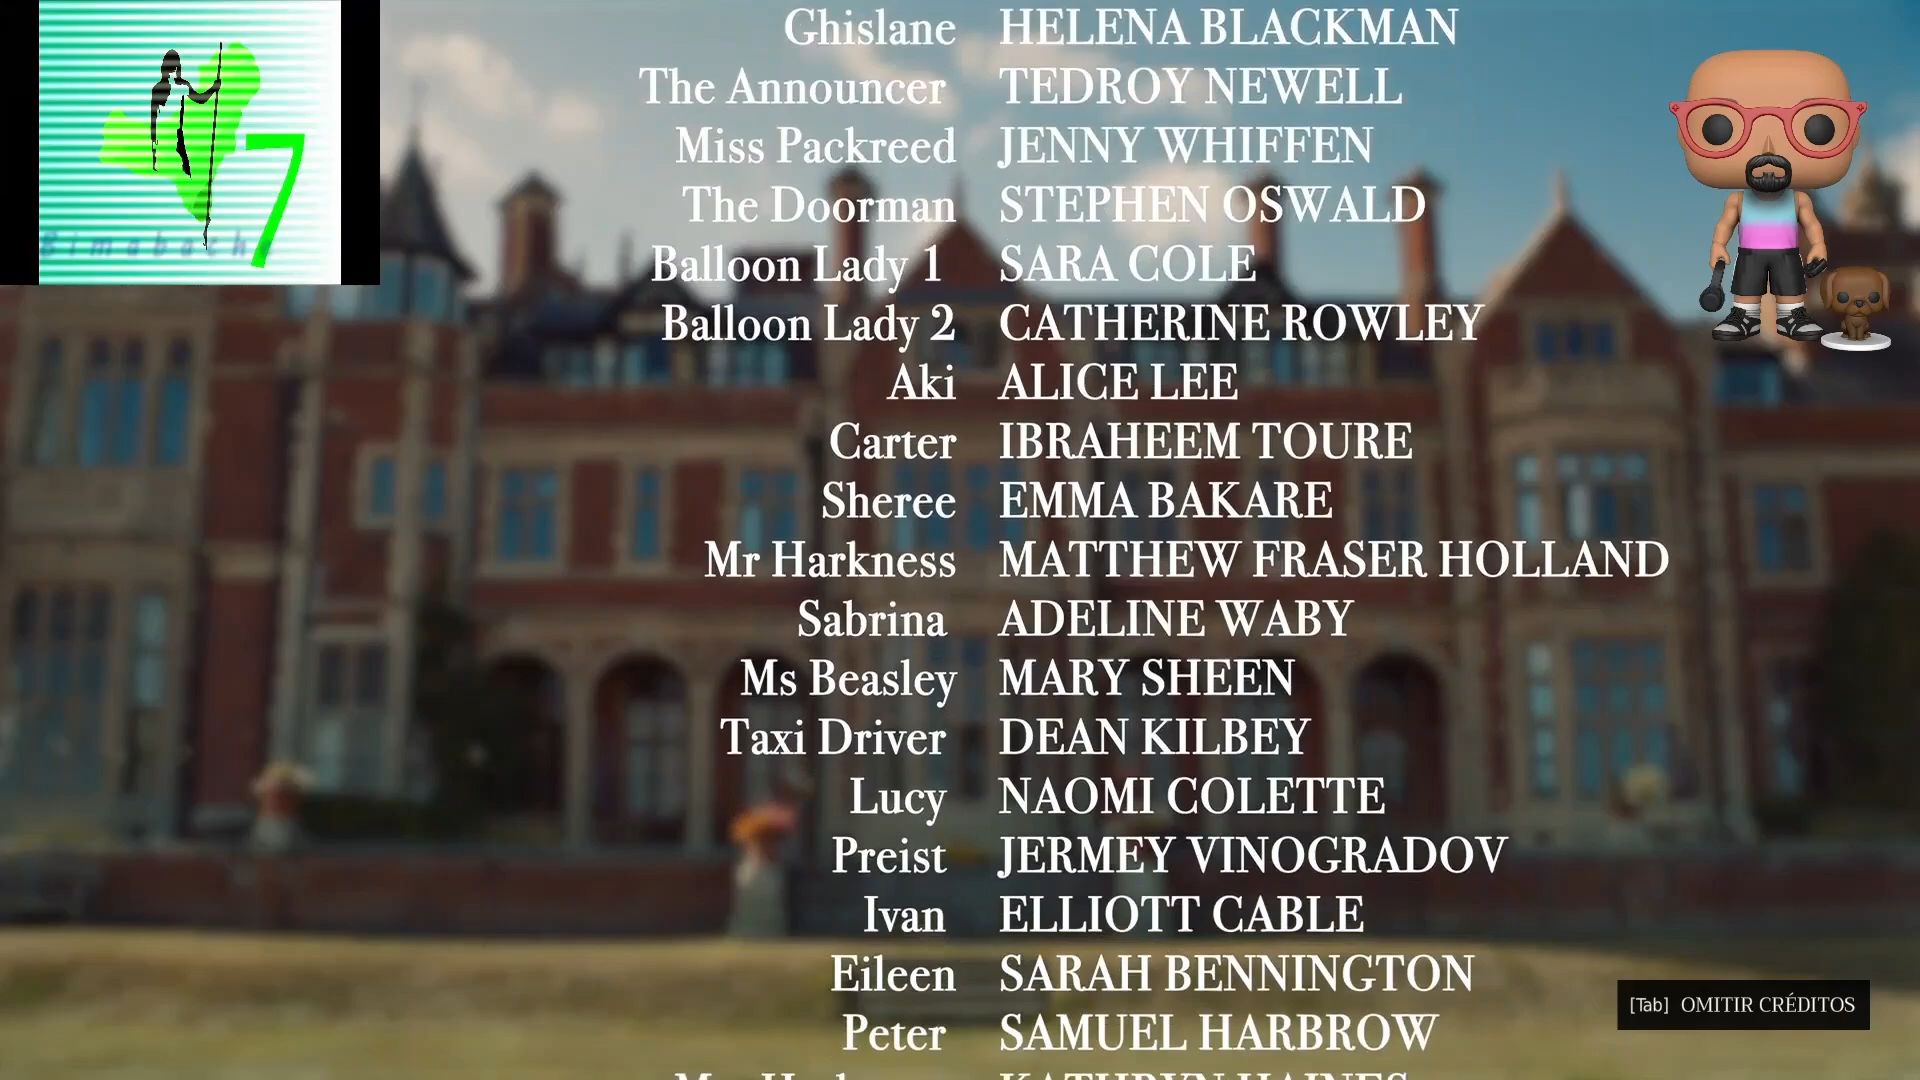 Ghislane HELENA BLACKMAN
The Announcer TEDROY NEWELL
Miss Packreed JENNY WHIFFEN
The Doorman STEPHEN OSWALD
Balloon Lady 1 SARA COLE
Balloon Lady 2 CATHERINE ROWLEY
Aki ALICE LEE
Carter IBRAHEEM TOURE
Sheree EMMA BAKARE
Mr Harkness MATTHEW FRASER HOLLAND
Sabrina ADELINE WABY
Ms Beasley MARY SHEEN
Taxi Driver DEAN KILBEY
Lucy NAOMI COLETTE
Preist JERMEY VINOGRADOV
Ivan ELLIOTT CABLE
Eileen SARAH BENNINGTON
Peter SAMUEL HARBROW
KATHRYN HAINES
7
[Tab] OMITIR CRÉDITOS